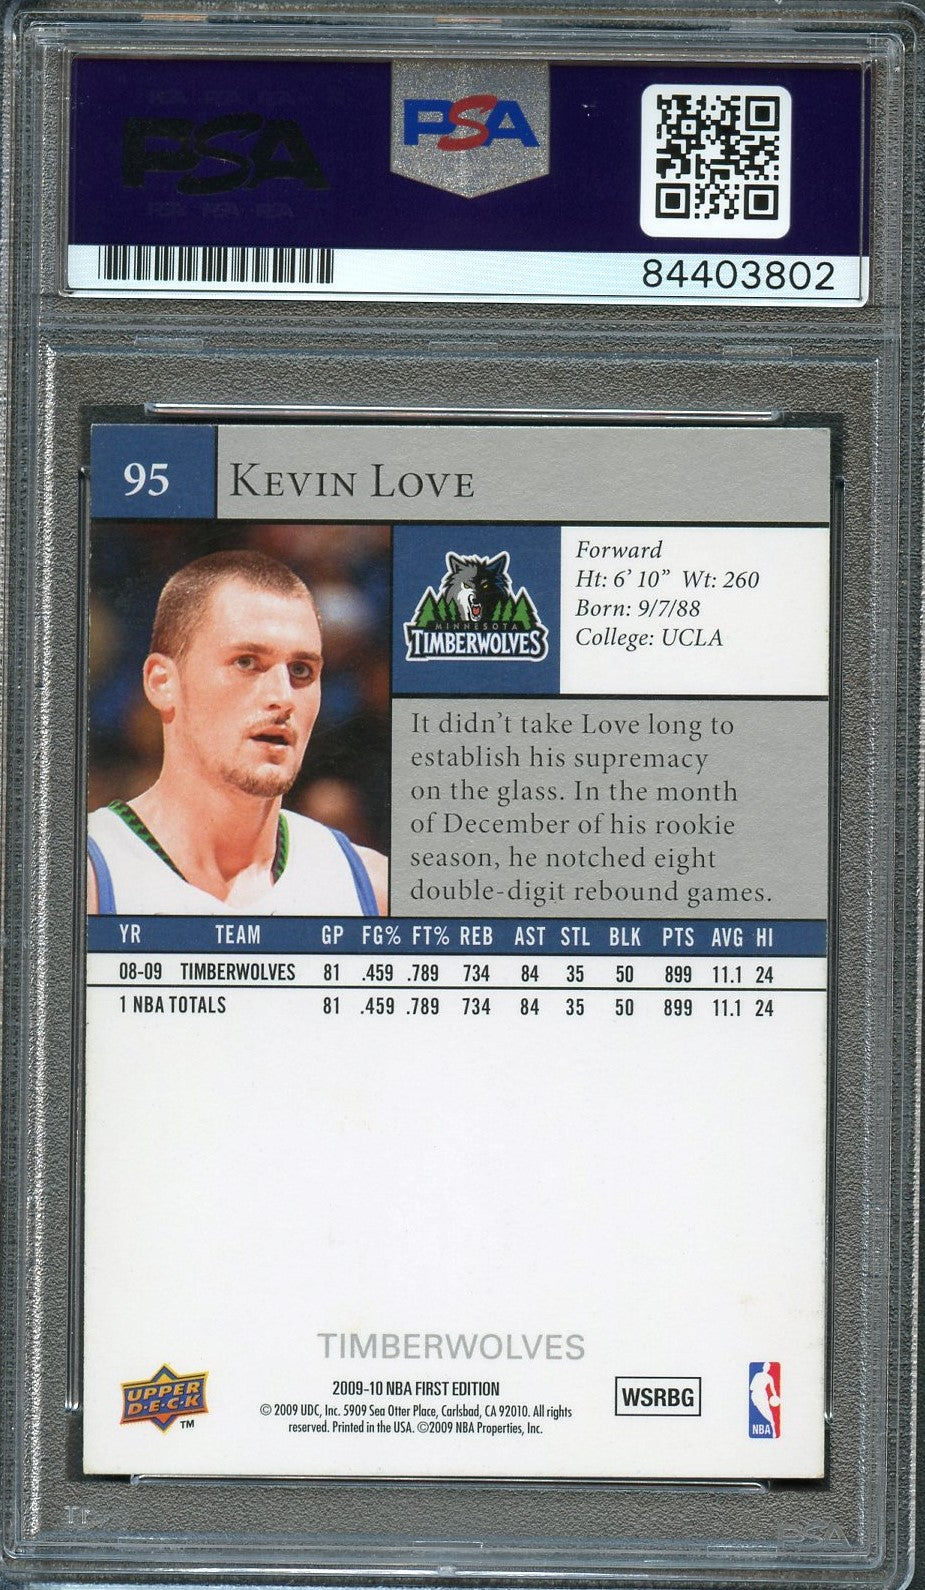 PSA
PSA
84403802
95 KEVIN LOVE
MINNESOTA
TIMBERWOLVES
Forward
Ht: 6' 10" Wt: 260
Born: 9/7/88
College: UCLA
It didn't take Love long to
establish his supremacy
on the glass. In the month
of December of his rookie
season, he notched eight
double-digit rebound games.
YR TEAM GP FG% FT% REB AST STL BLK PTS AVG HI
08-09 TIMBERWOLVES 81 .459 .789 734 84 35 50 899 11.1 24
1 NBA TOTALS 81 .459 .789 734 84 35 50 899 11.1 24
TIMBERWOLVES
UPPER
D·E·C·K
TM
2009-10 NBA FIRST EDITION
© 2009 UDC, Inc. 5909 Sea Otter Place, Carlsbad, CA 92010. All rights
reserved. Printed in the USA. ©2009 NBA Properties, Inc.
WSRBG
NBA
PSA